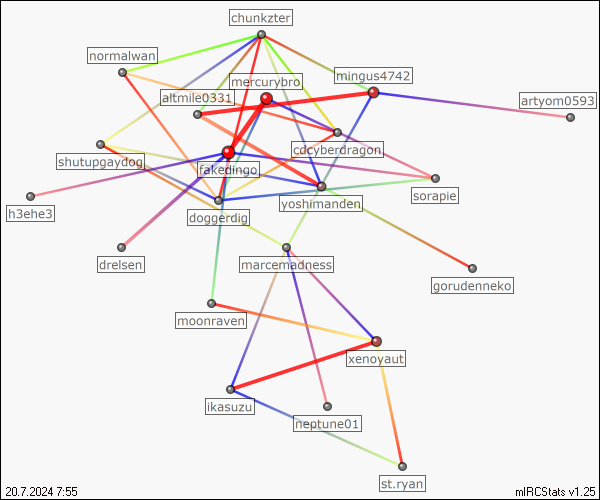 chunkzter
normalwan
mercurybro
mingus4742
altmile0331
artyom0593
cdcyberdragon
shutupgaydog
fakedingo
sorapie
yoshimanden
h3ehe3
doggerdig
drelsen
marcemadness
gorudenneko
moonraven
xenoyaut
ikasuzu
neptune01
st.ryan
20.7.2024 7:55
mIRCStats v1.25